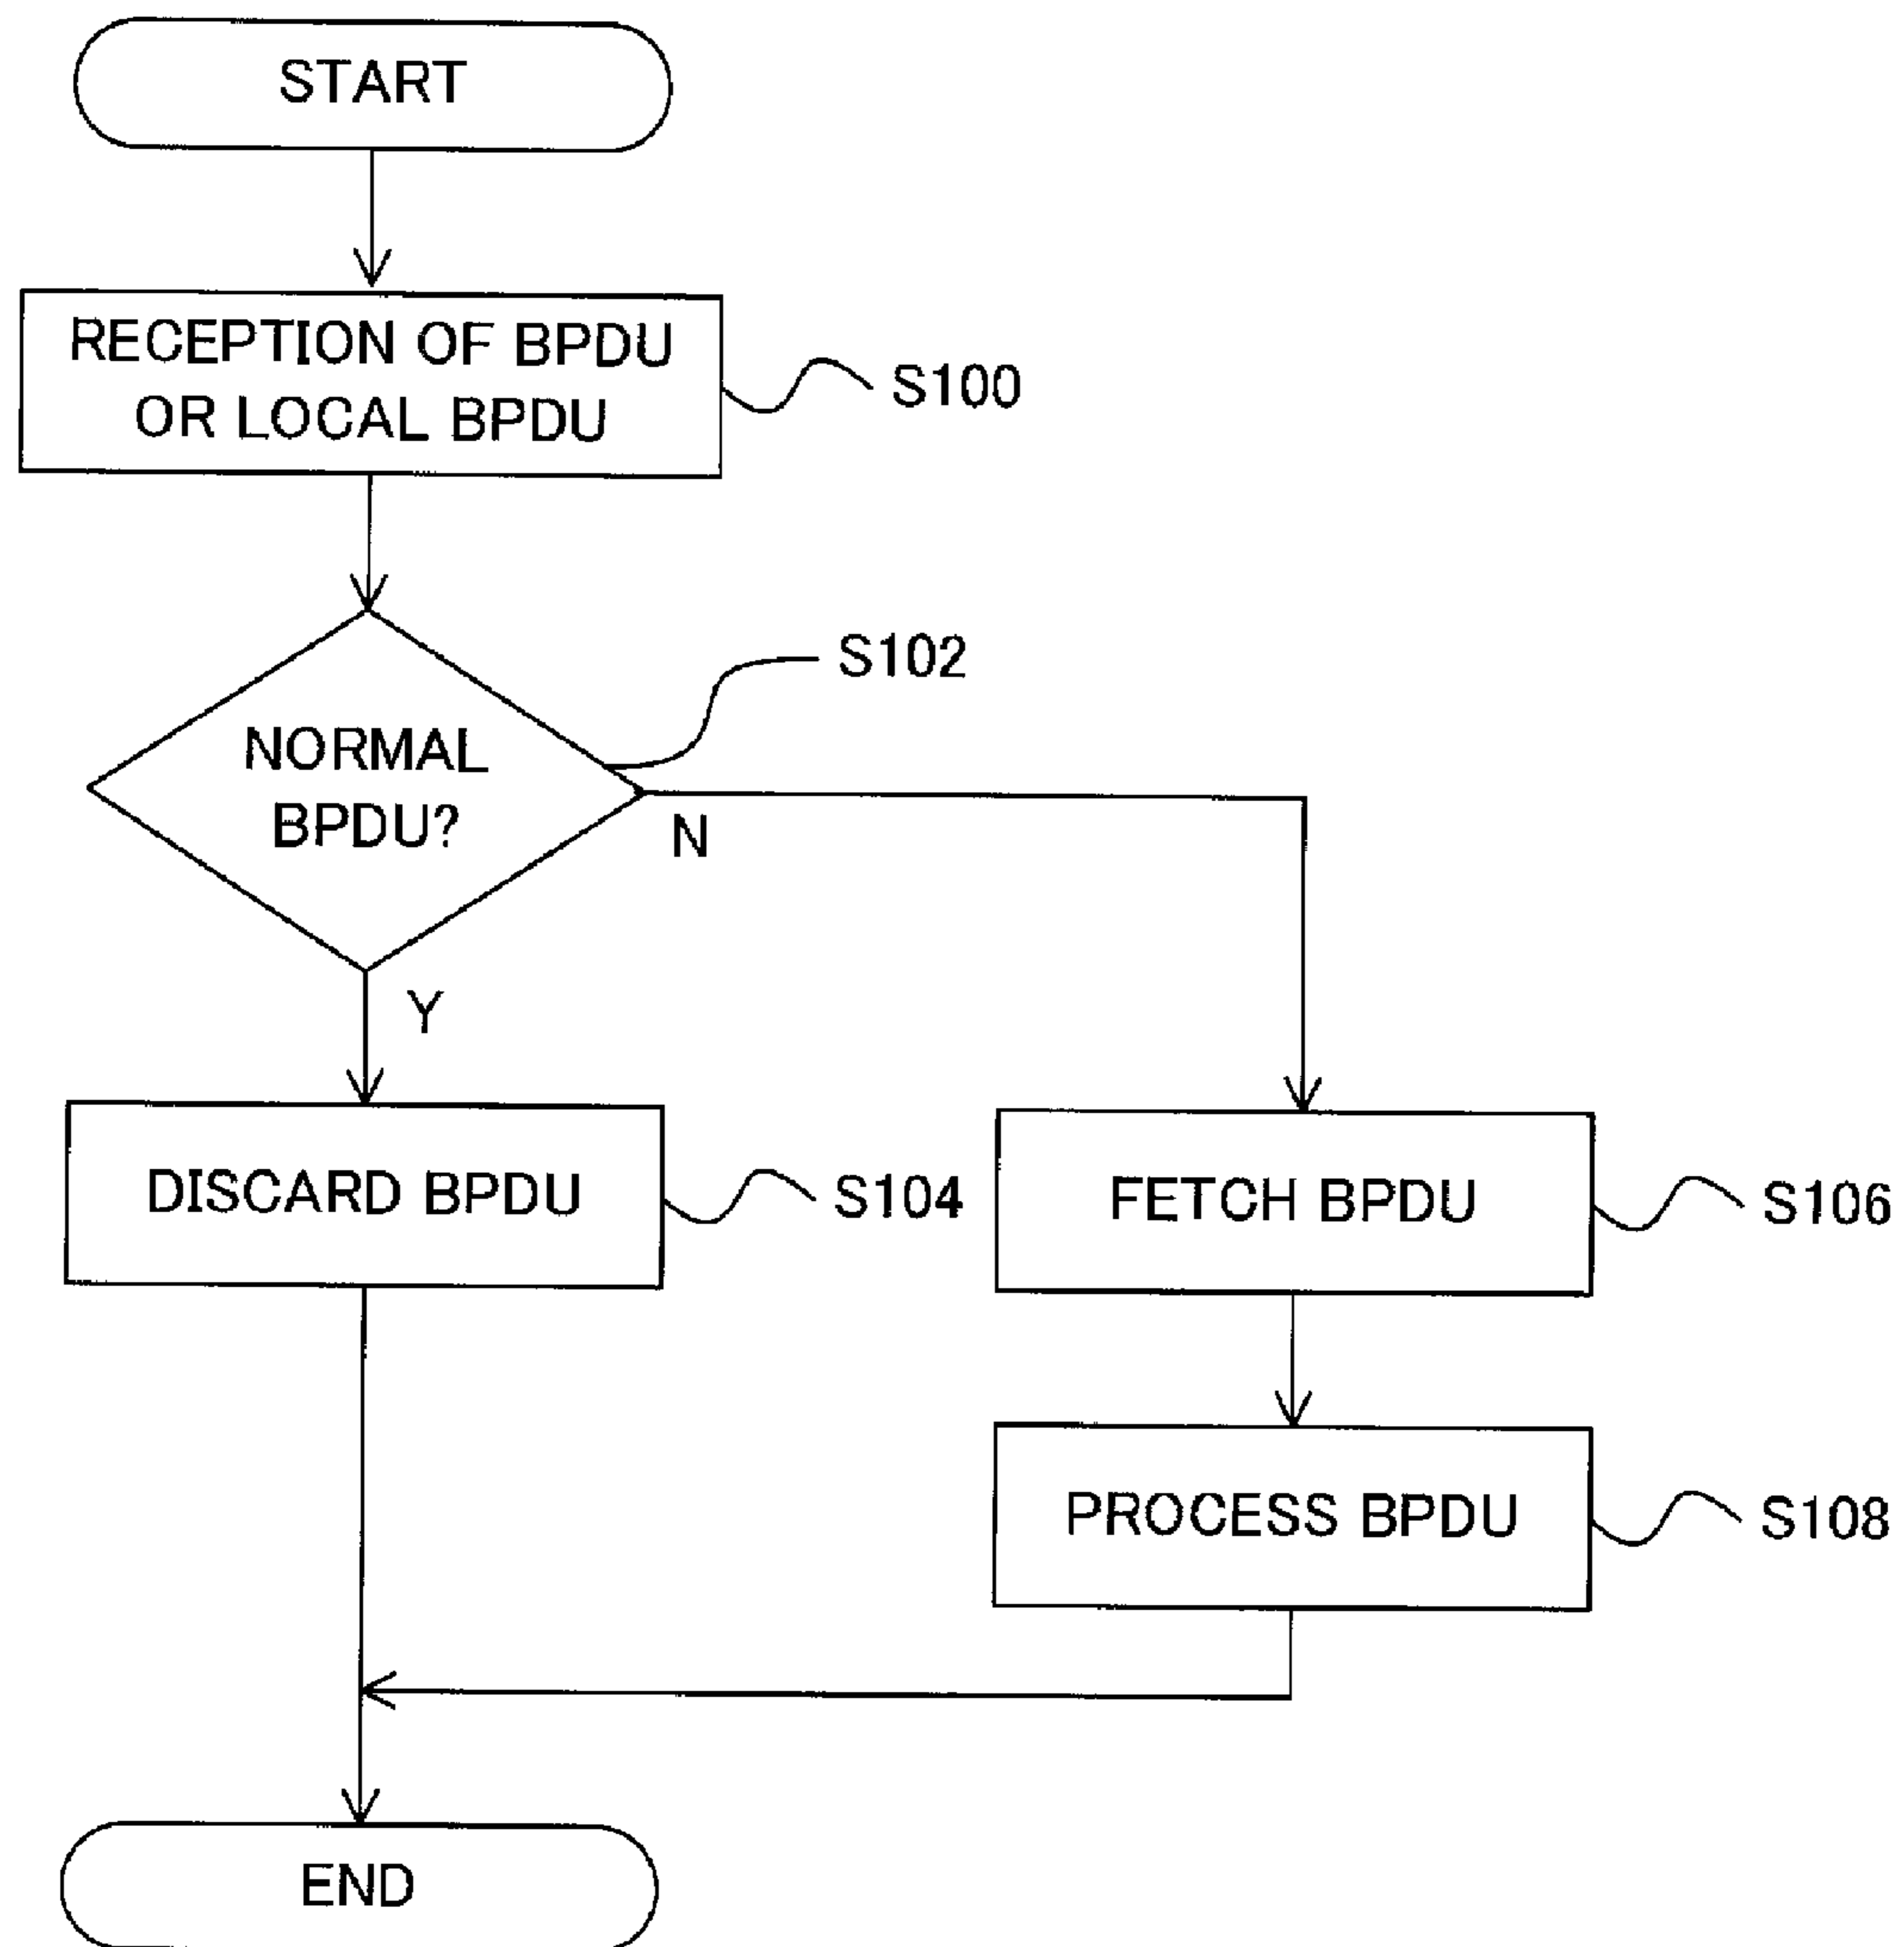 START
RECEPTION OF BPDU
OR LOCAL BPDU
S100
S102
NORMAL
BPDU?
N
Y
DISCARD BPDU
S104
FETCH BPDU
S106
PROCESS BPDU
S108
END